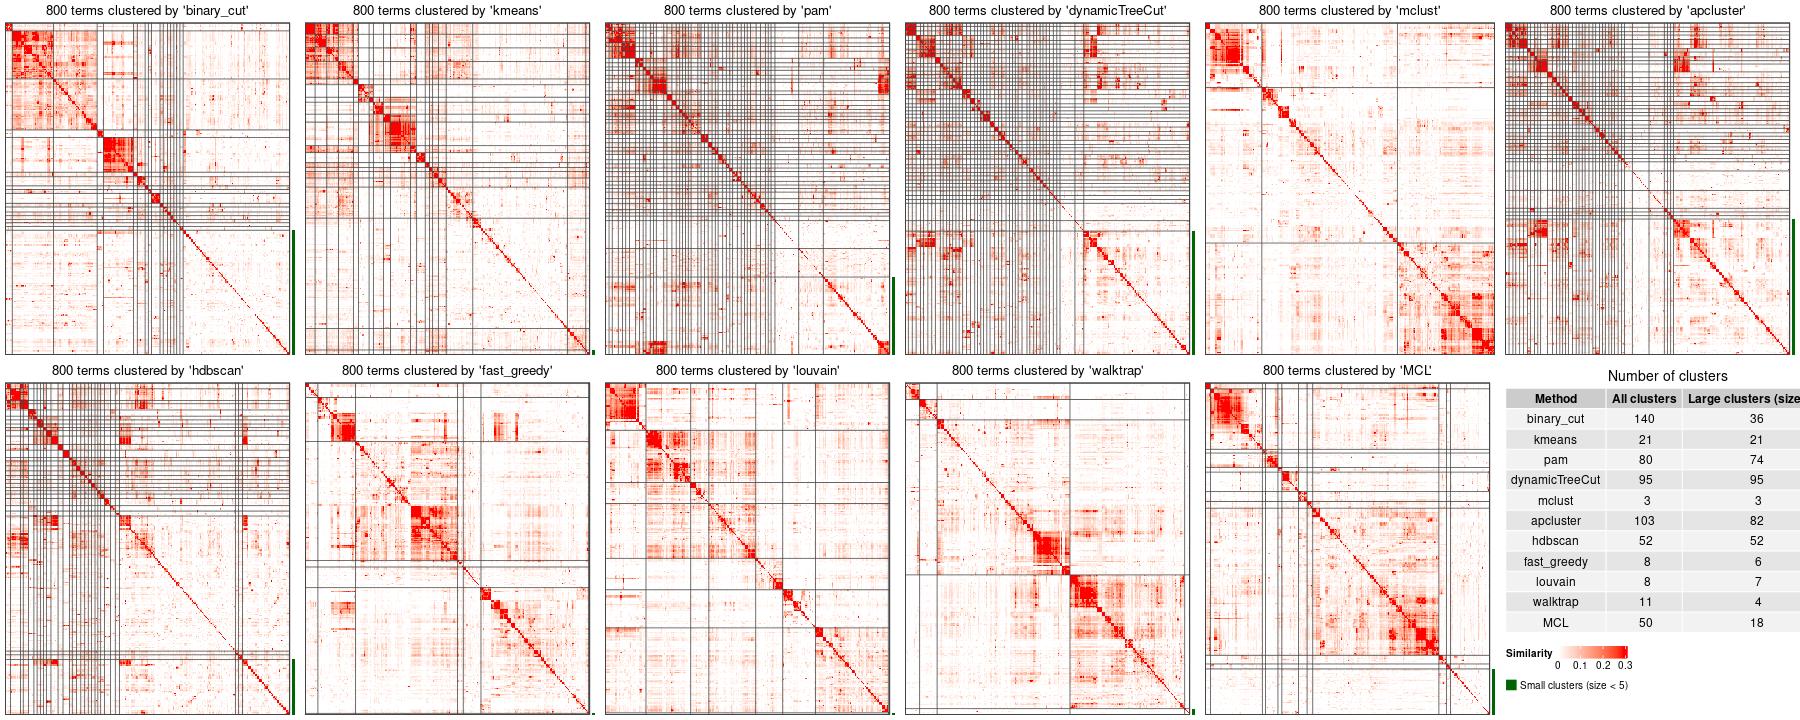 800 terms clustered by 'binary_cut'
800 terms clustered by 'kmeans'
800 terms clustered by 'pam'
800 terms clustered by 'dynamicTreeCut'
800 terms clustered by 'mclust'
800 terms clustered by 'apcluster'
800 terms clustered by 'hdbscan'
800 terms clustered by 'fast_greedy'
800 terms clustered by 'louvain'
800 terms clustered by 'walktrap'
800 terms clustered by 'MCL'
Number of clusters
Method All clusters Large clusters (size
binary_cut 140 36
kmeans 21 21
pam 80 74
dynamicTreeCut 95 95
mclust 3 3
apcluster 103 82
hdbscan 52 52
fast_greedy 8 6
louvain 8 7
walktrap 11 4
MCL 50 18
Similarity
0 0.1 0.2 0.3
Small clusters (size < 5)